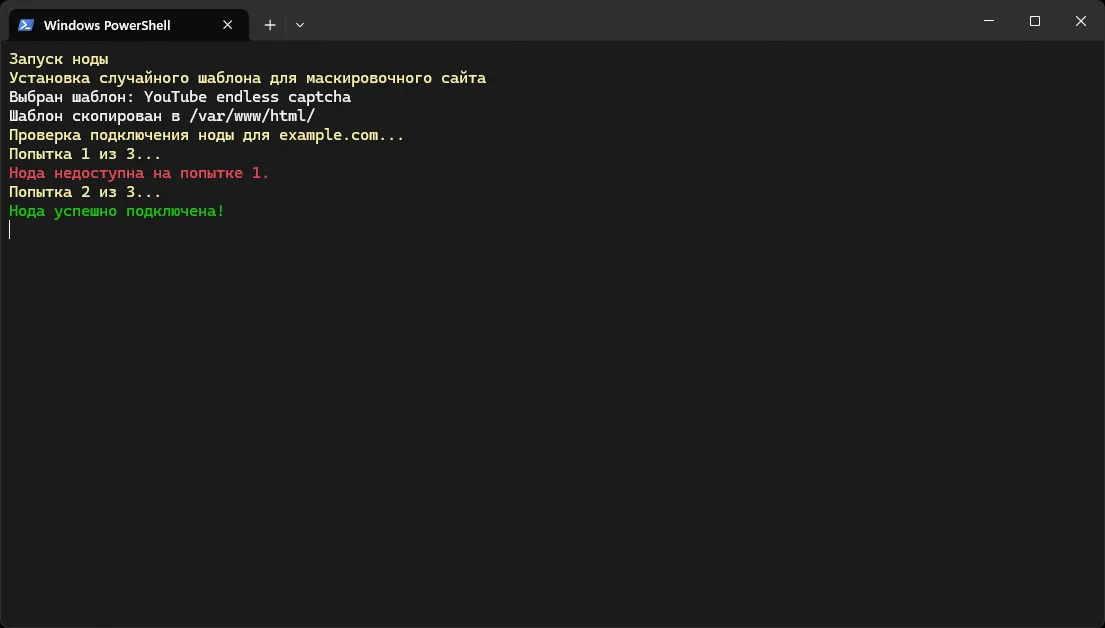 Windows PowerShell
Запуск ноды
Установка случайного шаблона для маскировочного сайта
Выбран шаблон: YouTube endless captcha
Шаблон скопирован в /var/www/html/
Проверка подключения ноды для example.com...
Попытка 1 из 3...
Нода недоступна на попытке 1.
Попытка 2 из 3...
Нода успешно подключена!